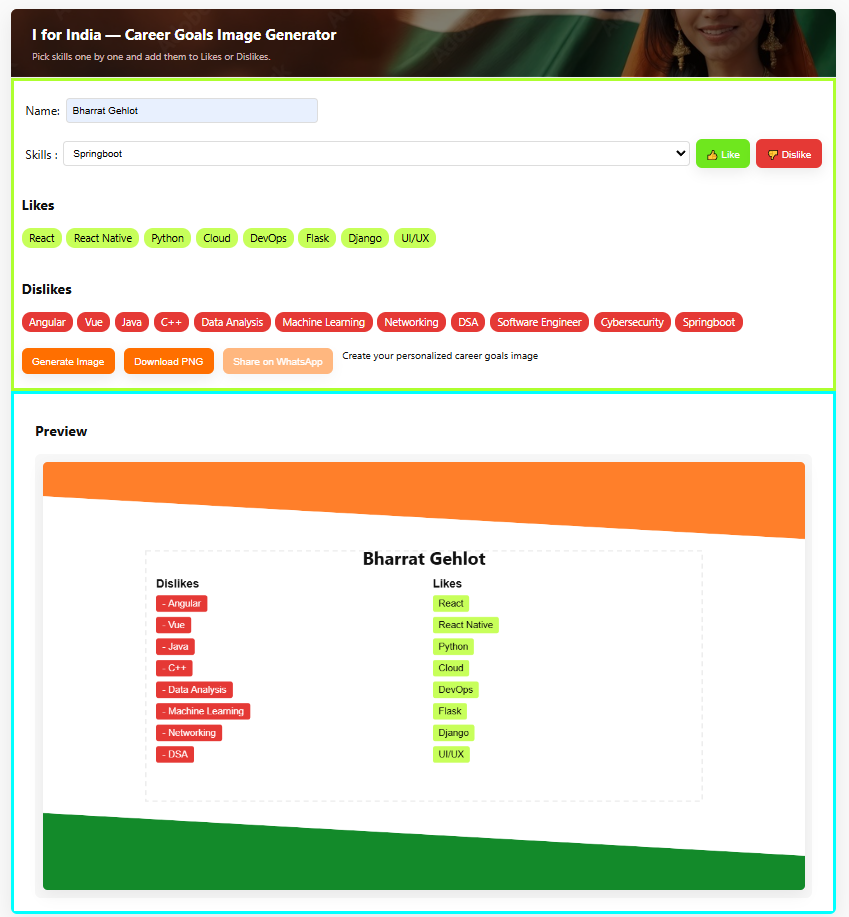 I for India — Career Goals Image Generator
Pick skills one by one and add them to Likes or Dislikes.
Name: Bharrat Gehlot
Skills : Springboot 👍 Like 👎 Dislike
Likes
React React Native Python Cloud DevOps Flask Django UI/UX
Dislikes
Angular Vue Java C++ Data Analysis Machine Learning Networking DSA Software Engineer Cybersecurity Springboot
Generate Image Download PNG Share on WhatsApp Create your personalized career goals image
Preview
Bharrat Gehlot
Dislikes Likes
- Angular React
- Vue React Native
- Java Python
- C++ Cloud
- Data Analysis DevOps
- Machine Learning Flask
- Networking Django
- DSA UI/UX